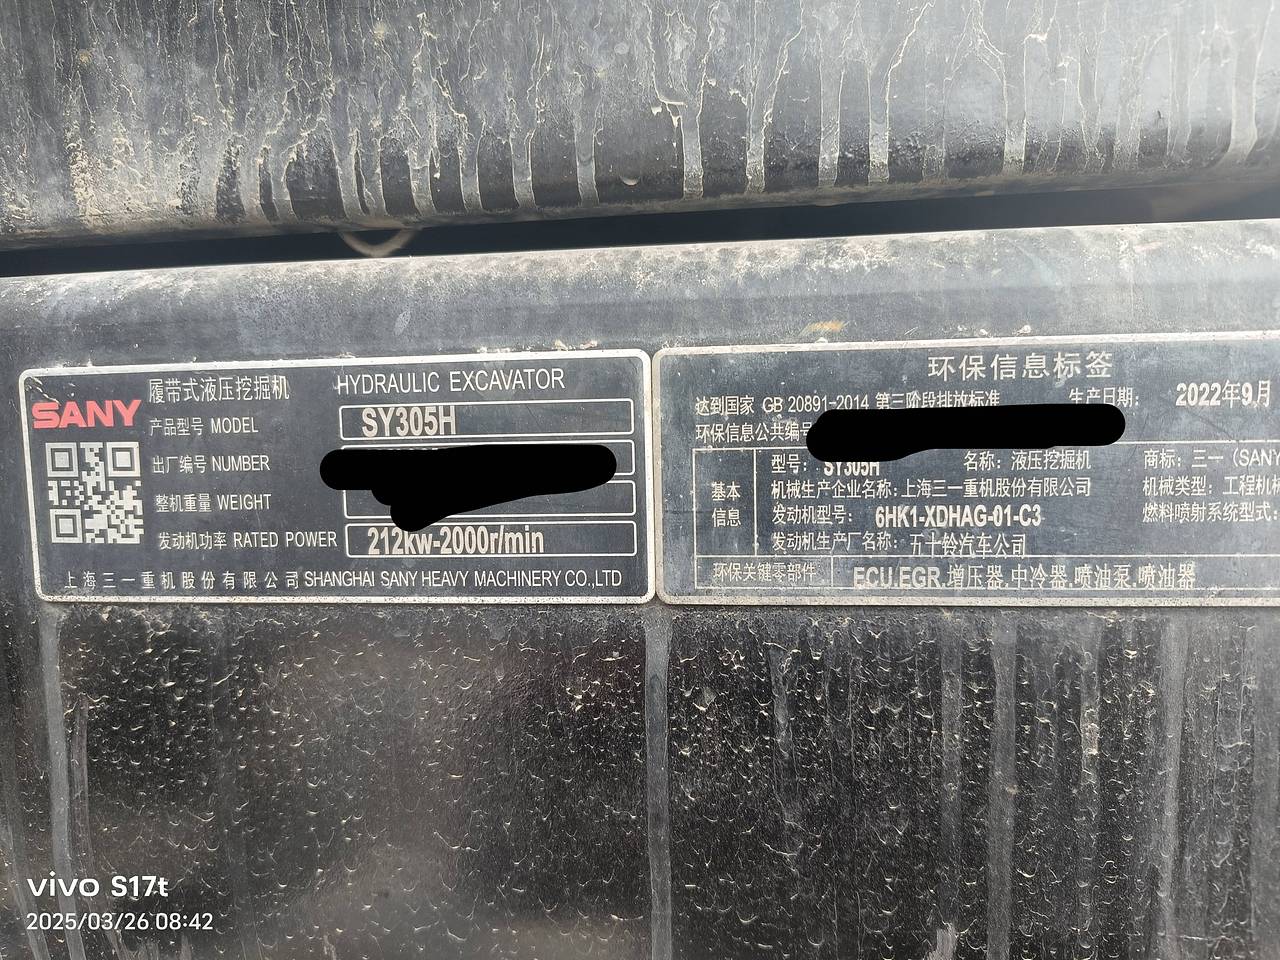 SANY
履带式液压挖掘机 HYDRAULIC EXCAVATOR
产品型号 MODEL SY305H
出厂编号 NUMBER
整机重量 WEIGHT
发动机功率 RATED POWER 212kw-2000r/min
上海三一重机股份有限公司 SHANGHAI SANY HEAVY MACHINERY CO.,LTD
环保信息标签
达到国家 GB 20891-2014 第三阶段排放标准 生产日期: 2022年9月
环保信息公共编号
基本信息
型号: SY305H 名称: 液压挖掘机 商标: 三一 (SANY
机械生产企业名称: 上海三一重机股份有限公司 机械类型: 工程机械
发动机型号: 6HK1-XDHAG-01-C3 燃料喷射系统型式:
发动机生产厂名称: 五十铃汽车公司
环保关键零部件 ECU.EGR.增压器.中冷器.喷油泵.喷油器
vivo S17t
2025/03/26 08:42